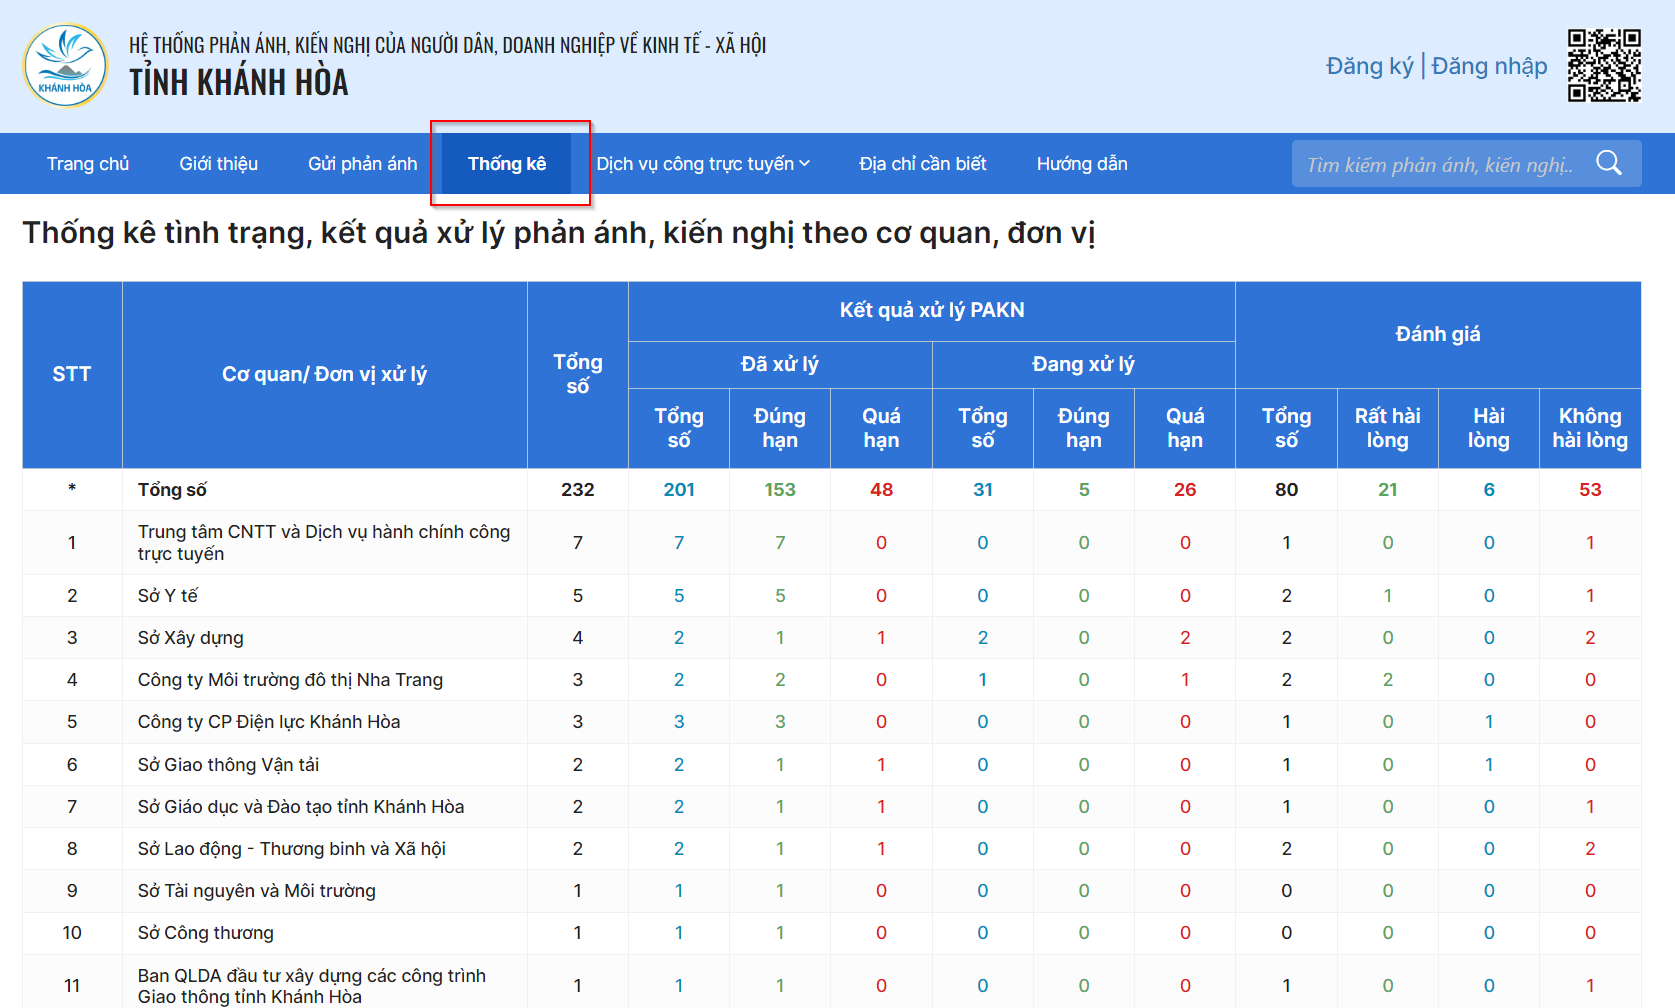 KHÁNH HÒA
HỆ THỐNG PHẢN ÁNH, KIẾN NGHỊ CỦA NGƯỜI DÂN, DOANH NGHIỆP VỀ KINH TẾ - XÃ HỘI
TỈNH KHÁNH HÒA
Đăng ký | Đăng nhập
Trang chủ Giới thiệu Gửi phản ánh Thống kê Dịch vụ công trực tuyến Địa chỉ cần biết Hướng dẫn Tìm kiếm phản ánh, kiến nghị..
Thống kê tình trạng, kết quả xử lý phản ánh, kiến nghị theo cơ quan, đơn vị
STT Cơ quan/ Đơn vị xử lý Tổng số Kết quả xử lý PAKN Đánh giá
Đã xử lý Đang xử lý
Tổng số Đúng hạn Quá hạn Tổng số Đúng hạn Quá hạn Tổng số Rất hài lòng Hài lòng Không hài lòng
* Tổng số 232 201 153 48 31 5 26 80 21 6 53
1 Trung tâm CNTT và Dịch vụ hành chính công trực tuyến 7 7 7 0 0 0 0 1 0 0 1
2 Sở Y tế 5 5 5 0 0 0 0 2 1 0 1
3 Sở Xây dựng 4 2 1 1 2 0 2 2 0 0 2
4 Công ty Môi trường đô thị Nha Trang 3 2 2 0 1 0 1 2 2 0 0
5 Công ty CP Điện lực Khánh Hòa 3 3 3 0 0 0 0 1 0 1 0
6 Sở Giao thông Vận tải 2 2 1 1 0 0 0 1 0 1 0
7 Sở Giáo dục và Đào tạo tỉnh Khánh Hòa 2 2 1 1 0 0 0 1 0 0 1
8 Sở Lao động - Thương binh và Xã hội 2 2 1 1 0 0 0 2 0 0 2
9 Sở Tài nguyên và Môi trường 1 1 1 0 0 0 0 0 0 0 0
10 Sở Công thương 1 1 1 0 0 0 0 0 0 0 0
11 Ban QLDA đầu tư xây dựng các công trình Giao thông tỉnh Khánh Hòa 1 1 1 0 0 0 0 1 0 0 1